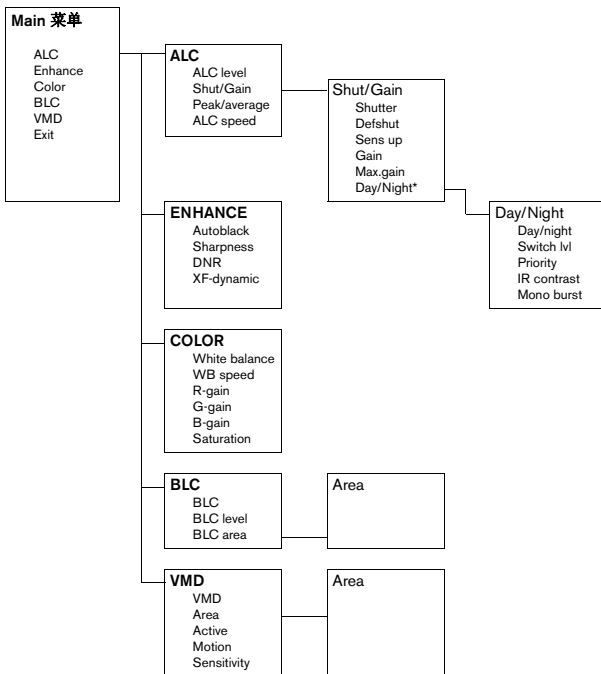 Main 菜单
ALC
Enhance
Color
BLC
VMD
Exit
ALC
ALC level
Shut/Gain
Peak/average
ALC speed
Shut/Gain
Shutter
Defshut
Sens up
Gain
Max.gain
Day/Night*
Day/Night
Day/night
Switch lvl
Priority
IR contrast
Mono burst
ENHANCE
Autoblack
Sharpness
DNR
XF-dynamic
COLOR
White balance
WB speed
R-gain
G-gain
B-gain
Saturation
BLC
BLC
BLC level
BLC area
Area
VMD
VMD
Area
Active
Motion
Sensitivity
Area